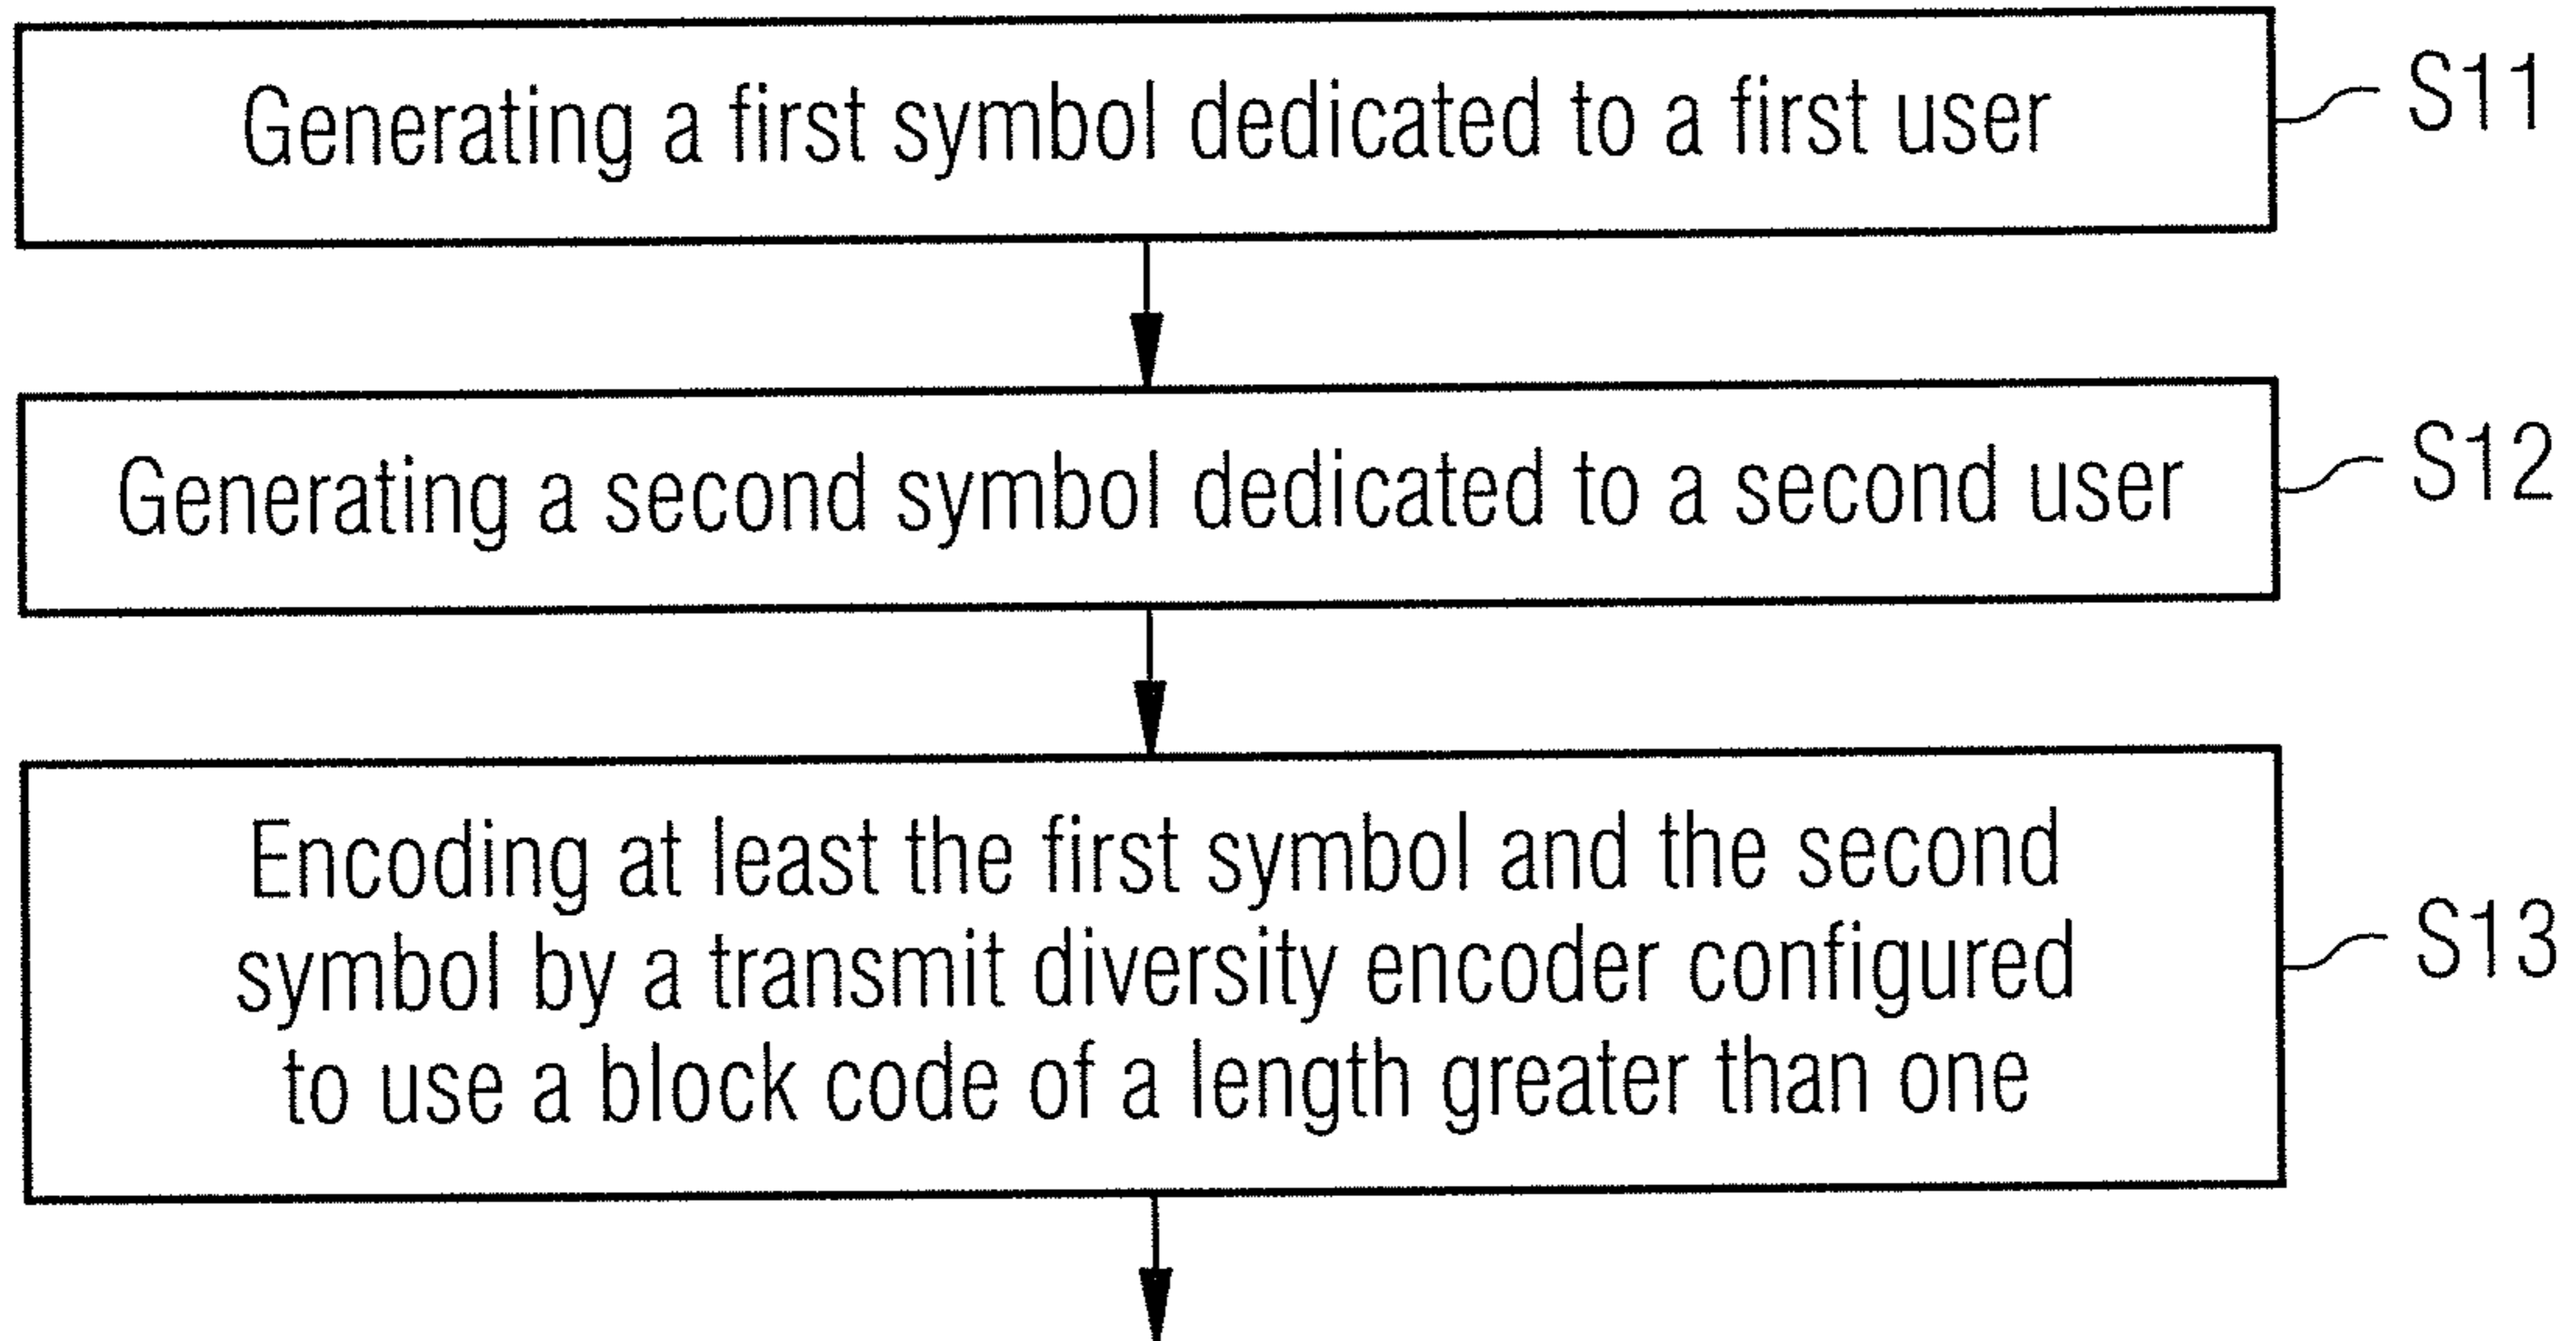 Generating a first symbol dedicated to a first user
S11
Generating a second symbol dedicated to a second user
S12
Encoding at least the first symbol and the second
symbol by a transmit diversity encoder configured
to use a block code of a length greater than one
S13